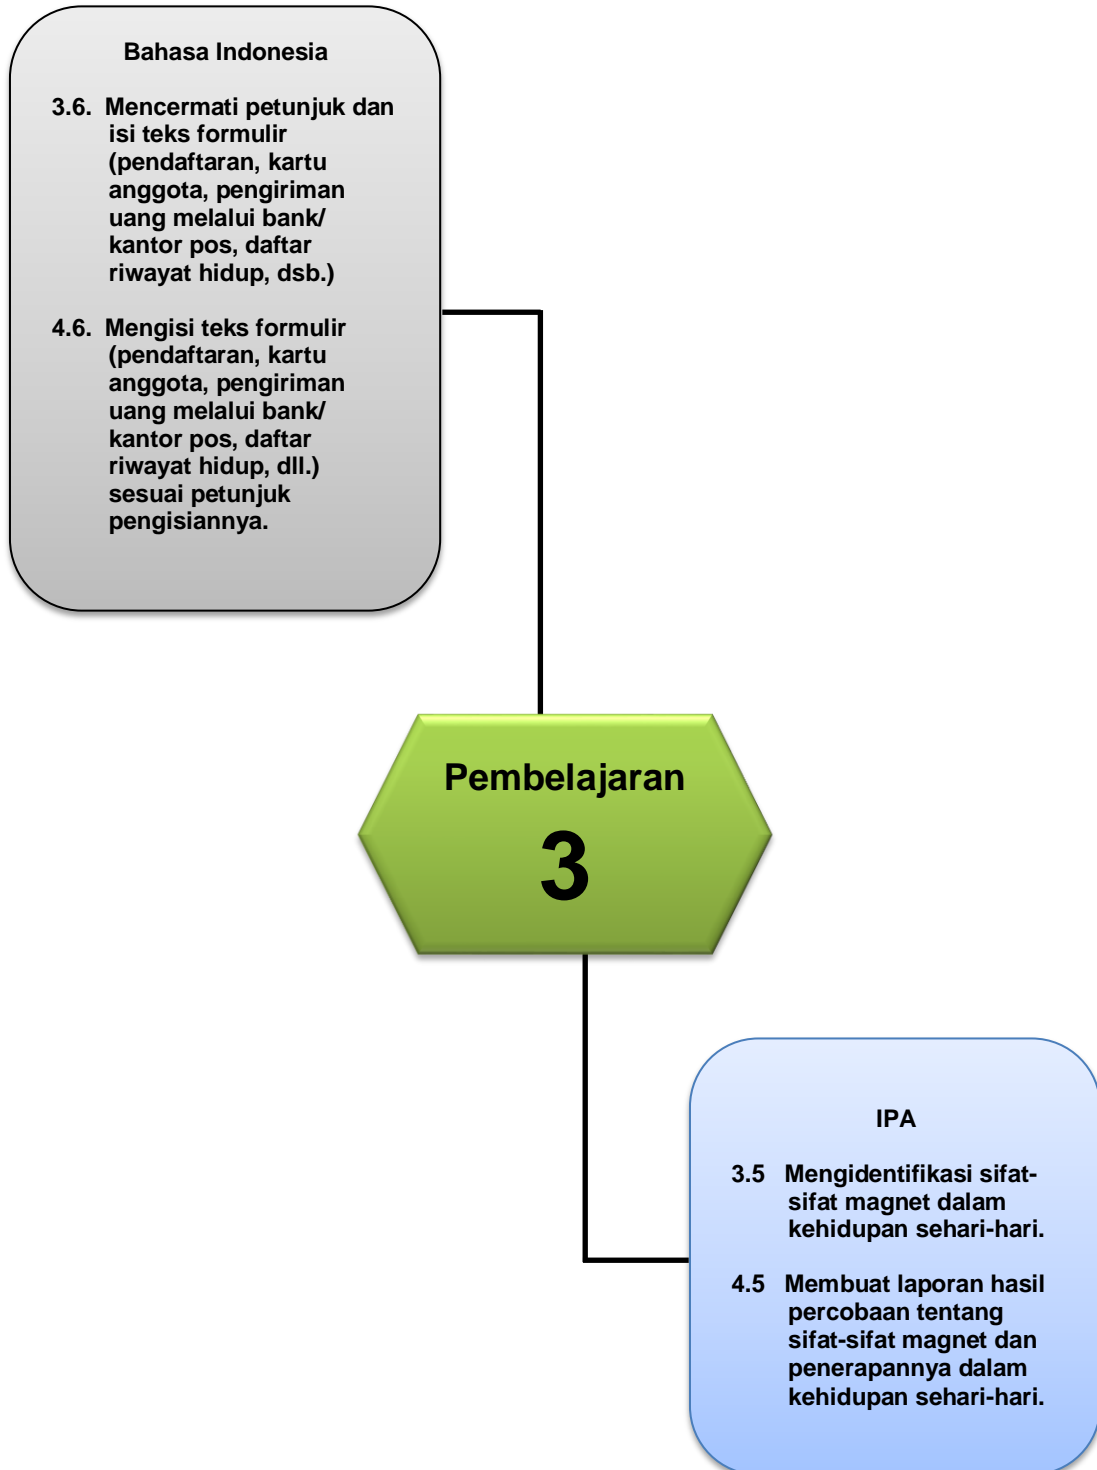 Bahasa Indonesia
3.6. Mencermati petunjuk dan
isi teks formulir
(pendaftaran, kartu
anggota, pengiriman
uang melalui bank/
kantor pos, daftar
riwayat hidup, dsb.)
4.6. Mengisi teks formulir
(pendaftaran, kartu
anggota, pengiriman
uang melalui bank/
kantor pos, daftar
riwayat hidup, dll.)
sesuai petunjuk
pengisiannya.
Pembelajaran
3
IPA
3.5 Mengidentifikasi sifat-
sifat magnet dalam
kehidupan sehari-hari.
4.5 Membuat laporan hasil
percobaan tentang
sifat-sifat magnet dan
penerapannya dalam
kehidupan sehari-hari.